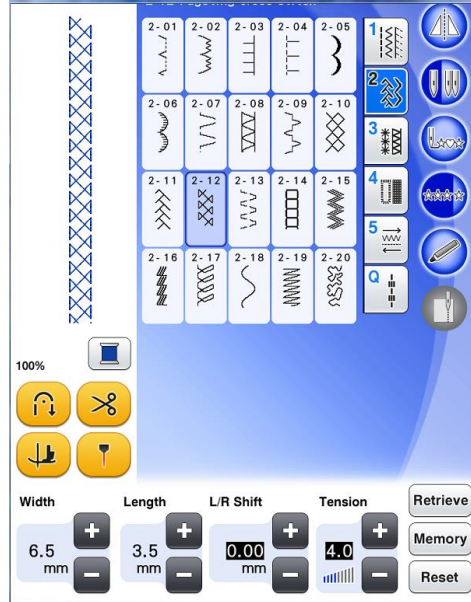 2-01 2-02 2-03 2-04 2-05
2-06 2-07 2-08 2-09 2-10
2-11 2-12 2-13 2-14 2-15
2-16 2-17 2-18 2-19 2-20
1
2
3
4
5
Q
100%
Width Length L/R Shift Tension
6.5 mm
3.5 mm
0.00 mm
4.0
Retrieve
Memory
Reset